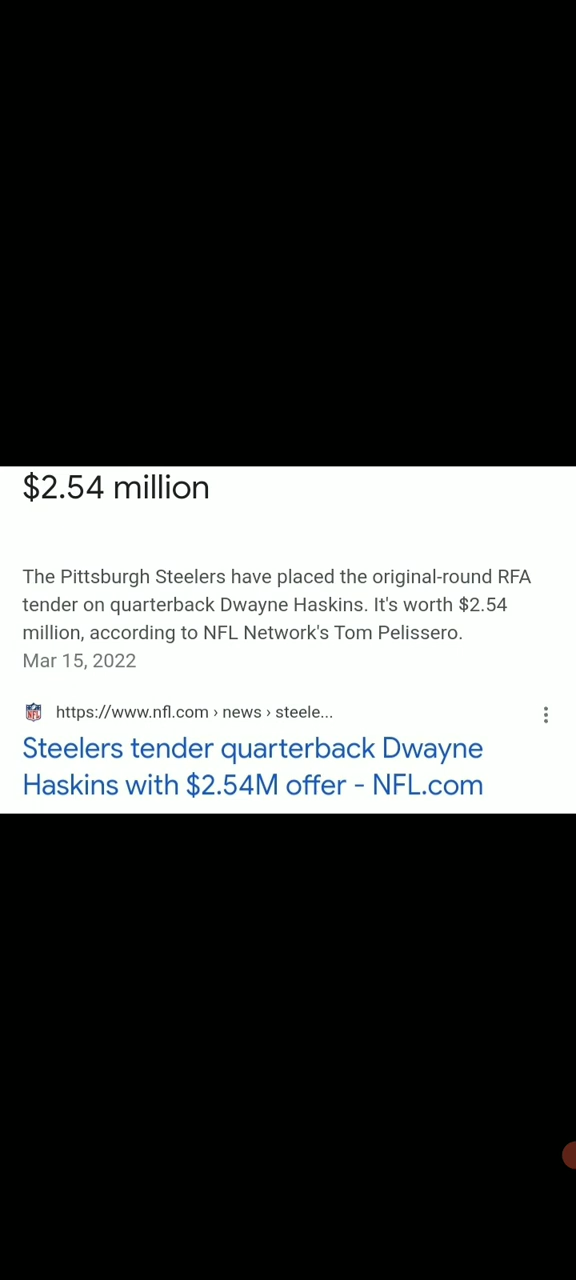 $2.54 million
The Pittsburgh Steelers have placed the original-round RFA
tender on quarterback Dwayne Haskins. It's worth $2.54
million, according to NFL Network's Tom Pelissero.
Mar 15, 2022
NFL
https://www.nfl.com › news › steele...
Steelers tender quarterback Dwayne
Haskins with $2.54M offer - NFL.com